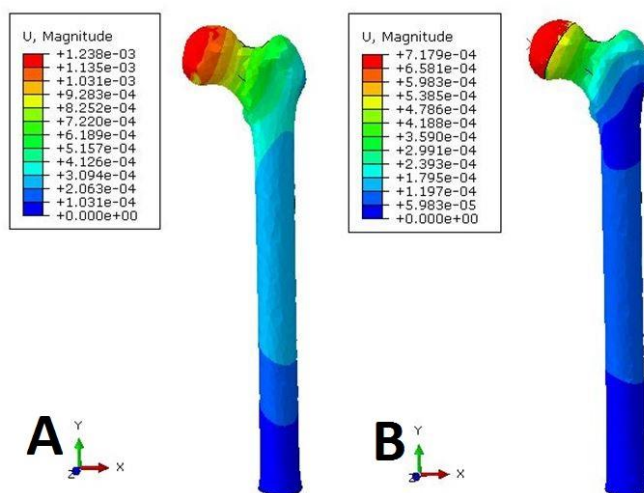 U, Magnitude
+1.238e-03
+1.135e-03
+1.031e-03
+9.283e-04
+8.252e-04
+7.220e-04
+6.189e-04
+5.157e-04
+4.126e-04
+3.094e-04
+2.063e-04
+1.031e-04
+0.000e+00
A
Y
Z
X
U, Magnitude
+7.179e-04
+6.581e-04
+5.983e-04
+5.385e-04
+4.786e-04
+4.188e-04
+3.590e-04
+2.991e-04
+2.393e-04
+1.795e-04
+1.197e-04
+5.983e-05
+0.000e+00
B
Y
Z
X